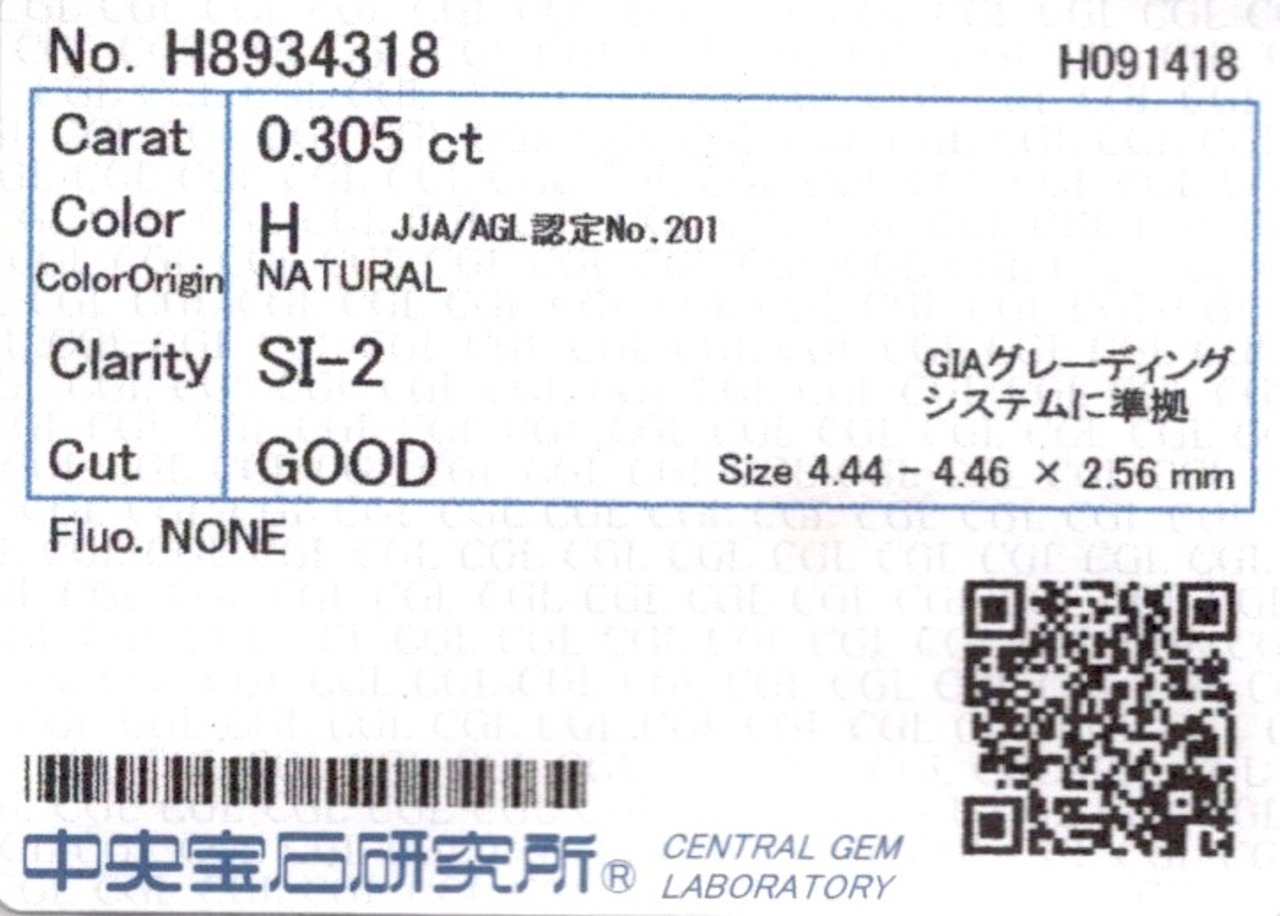 No. H8934318
H091418
Carat 0.305 ct
Color H JJA/AGL認定No.201
ColorOrigin NATURAL
Clarity SI-2
GIAグレーディング
システムに準拠
Cut GOOD Size 4.44 - 4.46 × 2.56 mm
Fluo. NONE
中央宝石研究所®
CENTRAL GEM
LABORATORY